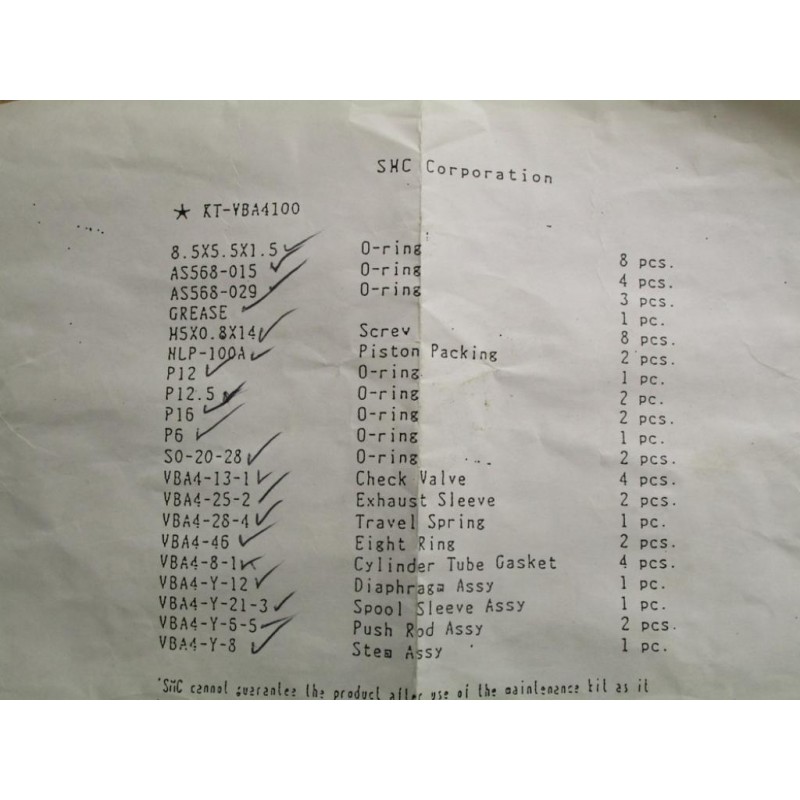 SMC Corporation
★ KT-VBA4100
8.5X5.5X1.5 O-ring 8 pcs.
AS568-015 O-ring 4 pcs.
AS568-029 O-ring 3 pcs.
GREASE 1 pc.
M5X0.8X14 Screw 8 pcs.
NLP-100A Piston Packing 2 pcs.
P12 O-ring 1 pc.
P12.5 O-ring 2 pc.
P16 O-ring 2 pcs.
P6 O-ring 1 pc.
SO-20-28 O-ring 2 pcs.
VBA4-13-1 Check Valve 4 pcs.
VBA4-25-2 Exhaust Sleeve 2 pcs.
VBA4-28-4 Travel Spring 1 pc.
VBA4-46 Eight Ring 2 pcs.
VBA4-8-1 Cylinder Tube Gasket 4 pcs.
VBA4-Y-12 Diaphragm Assy 1 pc.
VBA4-Y-21-3 Spool Sleeve Assy 1 pc.
Push Rod Assy 2 pcs.
VBA4-Y-8 Stem Assy 1 pc.
'SMC cannot guarantee the product after use of the maintenance kit as it